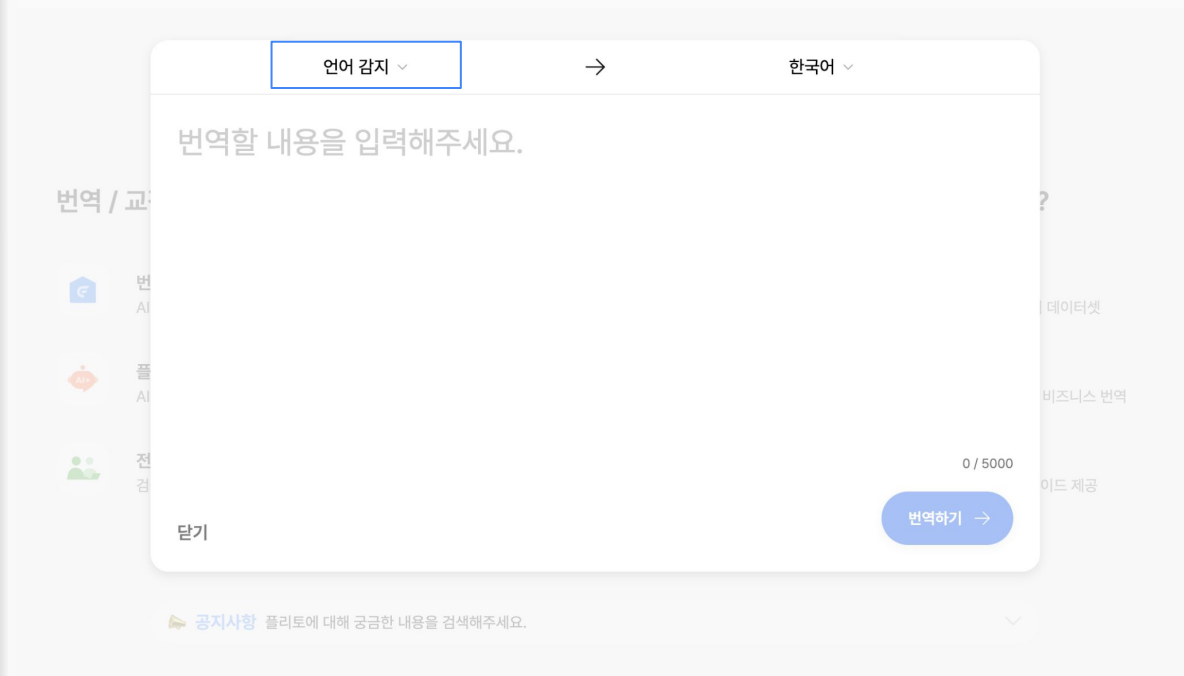 언어 감지
한국어
번역할 내용을 입력해주세요.
번역 /
?
AI
데이터셋
AI+
AI
비즈니스 번역
제공
0 / 5000
번역하기
닫기
공지사항 플리토에 대해 궁금한 내용을 검색해주세요.